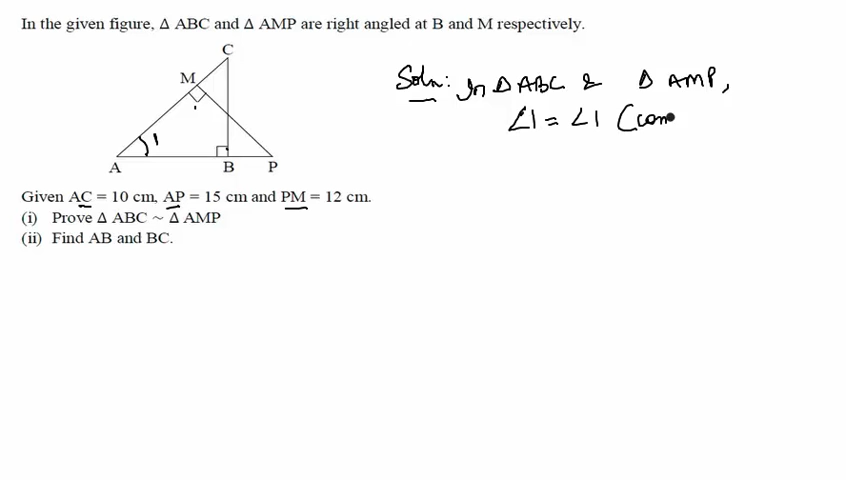 In the given figure, Δ ABC and Δ AMP are right angled at B and M respectively.
C
M
1
A
B
P
Soln: In Δ ABC & Δ AMP,
∠1 = ∠1 (com
Given AC = 10 cm, AP = 15 cm and PM = 12 cm.
(i) Prove Δ ABC ~ Δ AMP
(ii) Find AB and BC.